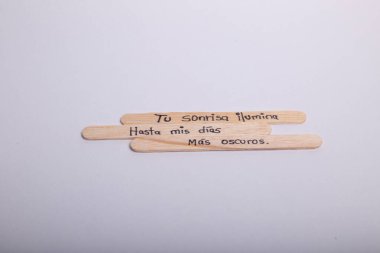 Tu sonrisa ilumina
Hasta mis días
Más oscuros.